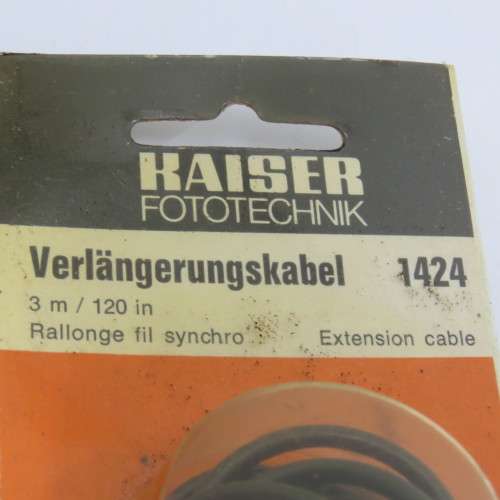 KAISER
FOTOTECHNIK
Verlängerungskabel 1424
3 m / 120 in
Rallonge fil synchro Extension cable